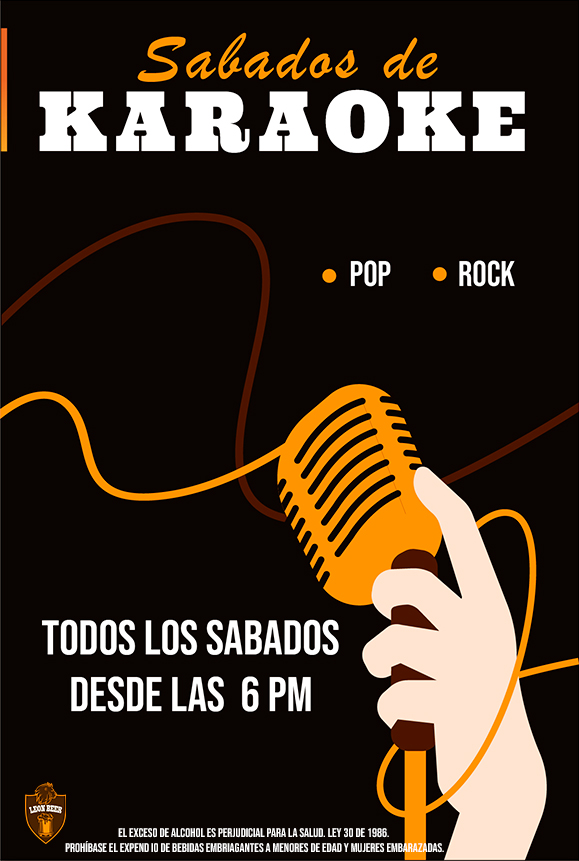 Sabados de
KARAOKE
• POP • ROCK
TODOS LOS SABADOS
DESDE LAS 6 PM
LEON BEER
EL EXCESO DE ALCOHOL ES PERJUDICIAL PARA LA SALUD. LEY 30 DE 1986.
PROHÍBASE EL EXPEND IO DE BEBIDAS EMBRIAGANTES A MENORES DE EDAD Y MUJERES EMBARAZADAS.